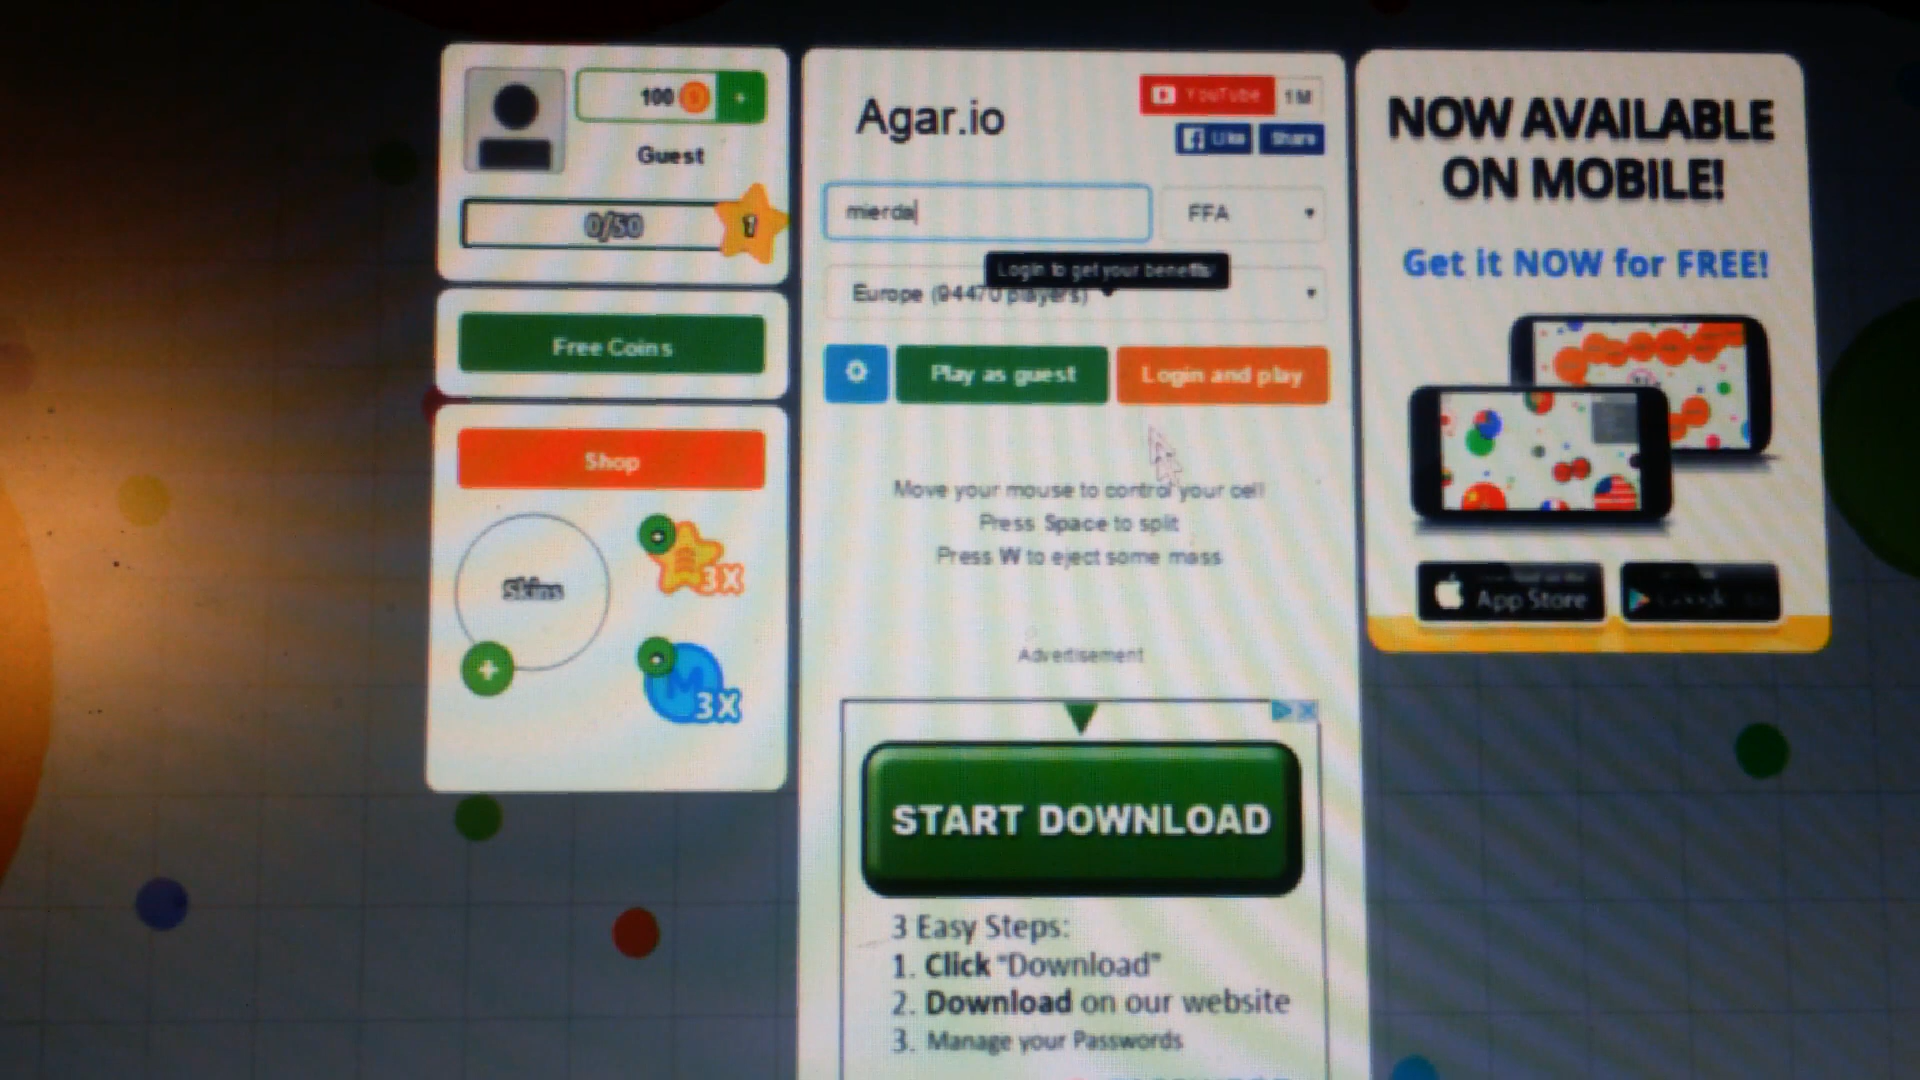 100
+
Guest
0/50
1
Free Coins
Shop
Skins
+
3X
M
3X
Agar.io
YouTube
1M
Like
Share
mierda
FFA
Login to get your benefits
Europe (94470 players)
Play as guest
Login and play
Move your mouse to control your cell
Press Space to split
Press W to eject some mass
Advertisement
START DOWNLOAD
3 Easy Steps:
1. Click "Download"
2. Download on our website
3. Manage your Passwords
NOW AVAILABLE
ON MOBILE!
Get it NOW for FREE!
App Store